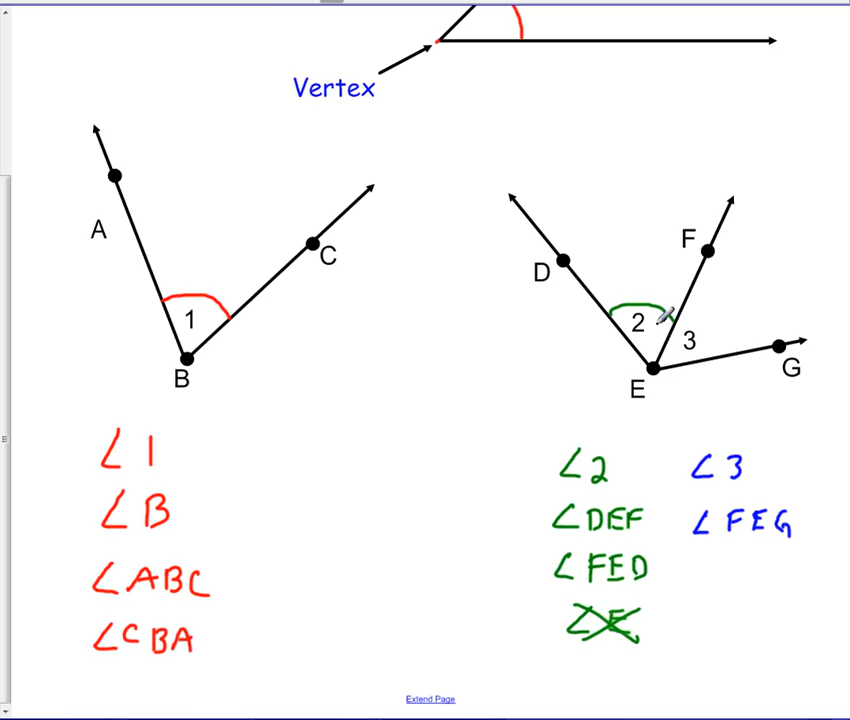 Vertex
A
C
1
B
F
D
2
3
G
E
∠1
∠B
∠ABC
∠CBA
∠2 ∠3
∠DEF ∠FEG
∠FED
∠E
Extend Page